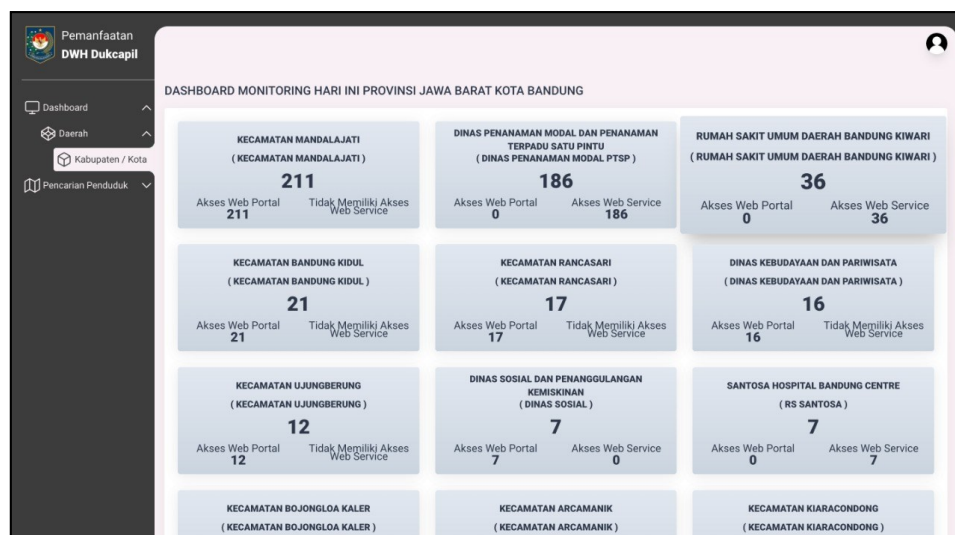 Pemanfaatan
DWH Dukcapil
Dashboard
Daerah
Kabupaten / Kota
Pencarian Penduduk
DASHBOARD MONITORING HARI INI PROVINSI JAWA BARAT KOTA BANDUNG
KECAMATAN MANDALAJATI
( KECAMATAN MANDALAJATI )
211
Akses Web Portal
211
Tidak Memiliki Akses
Web Service
DINAS PENANAMAN MODAL DAN PENANAMAN
TERPADU SATU PINTU
( DINAS PENANAMAN MODAL PTSP )
186
Akses Web Portal
0
Akses Web Service
186
RUMAH SAKIT UMUM DAERAH BANDUNG KIWARI
( RUMAH SAKIT UMUM DAERAH BANDUNG KIWARI )
36
Akses Web Portal
0
Akses Web Service
36
KECAMATAN BANDUNG KIDUL
( KECAMATAN BANDUNG KIDUL )
21
Akses Web Portal
21
Tidak Memiliki Akses
Web Service
KECAMATAN RANCASARI
( KECAMATAN RANCASARI )
17
Akses Web Portal
17
Tidak Memiliki Akses
Web Service
DINAS KEBUDAYAAN DAN PARIWISATA
( DINAS KEBUDAYAAN DAN PARIWISATA )
16
Akses Web Portal
16
Tidak Memiliki Akses
Web Service
KECAMATAN UJUNGBERUNG
( KECAMATAN UJUNGBERUNG )
12
Akses Web Portal
12
Tidak Memiliki Akses
Web Service
DINAS SOSIAL DAN PENANGGULANGAN
KEMISKINAN
( DINAS SOSIAL )
7
Akses Web Portal
7
Akses Web Service
0
SANTOSA HOSPITAL BANDUNG CENTRE
( RS SANTOSA )
7
Akses Web Portal
0
Akses Web Service
7
KECAMATAN BOJONGLOA KALER
( KECAMATAN BOJONGLOA KALER )
KECAMATAN ARCAMANIK
( KECAMATAN ARCAMANIK )
KECAMATAN KIARACONDONG
( KECAMATAN KIARACONDONG )